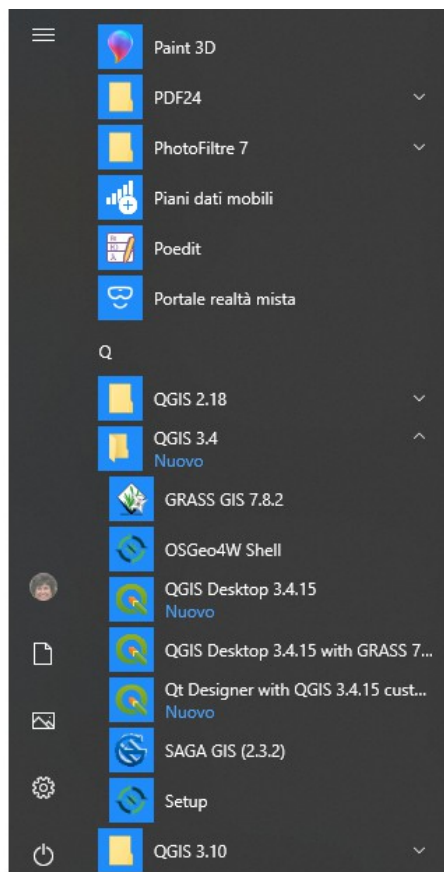 Paint 3D
PDF24
PhotoFiltre 7
Piani dati mobili
Poedit
Portale realtà mista
Q
QGIS 2.18
QGIS 3.4
Nuovo
GRASS GIS 7.8.2
OSGeo4W Shell
QGIS Desktop 3.4.15
Nuovo
QGIS Desktop 3.4.15 with GRASS 7...
Qt Designer with QGIS 3.4.15 cust...
Nuovo
SAGA GIS (2.3.2)
Setup
QGIS 3.10